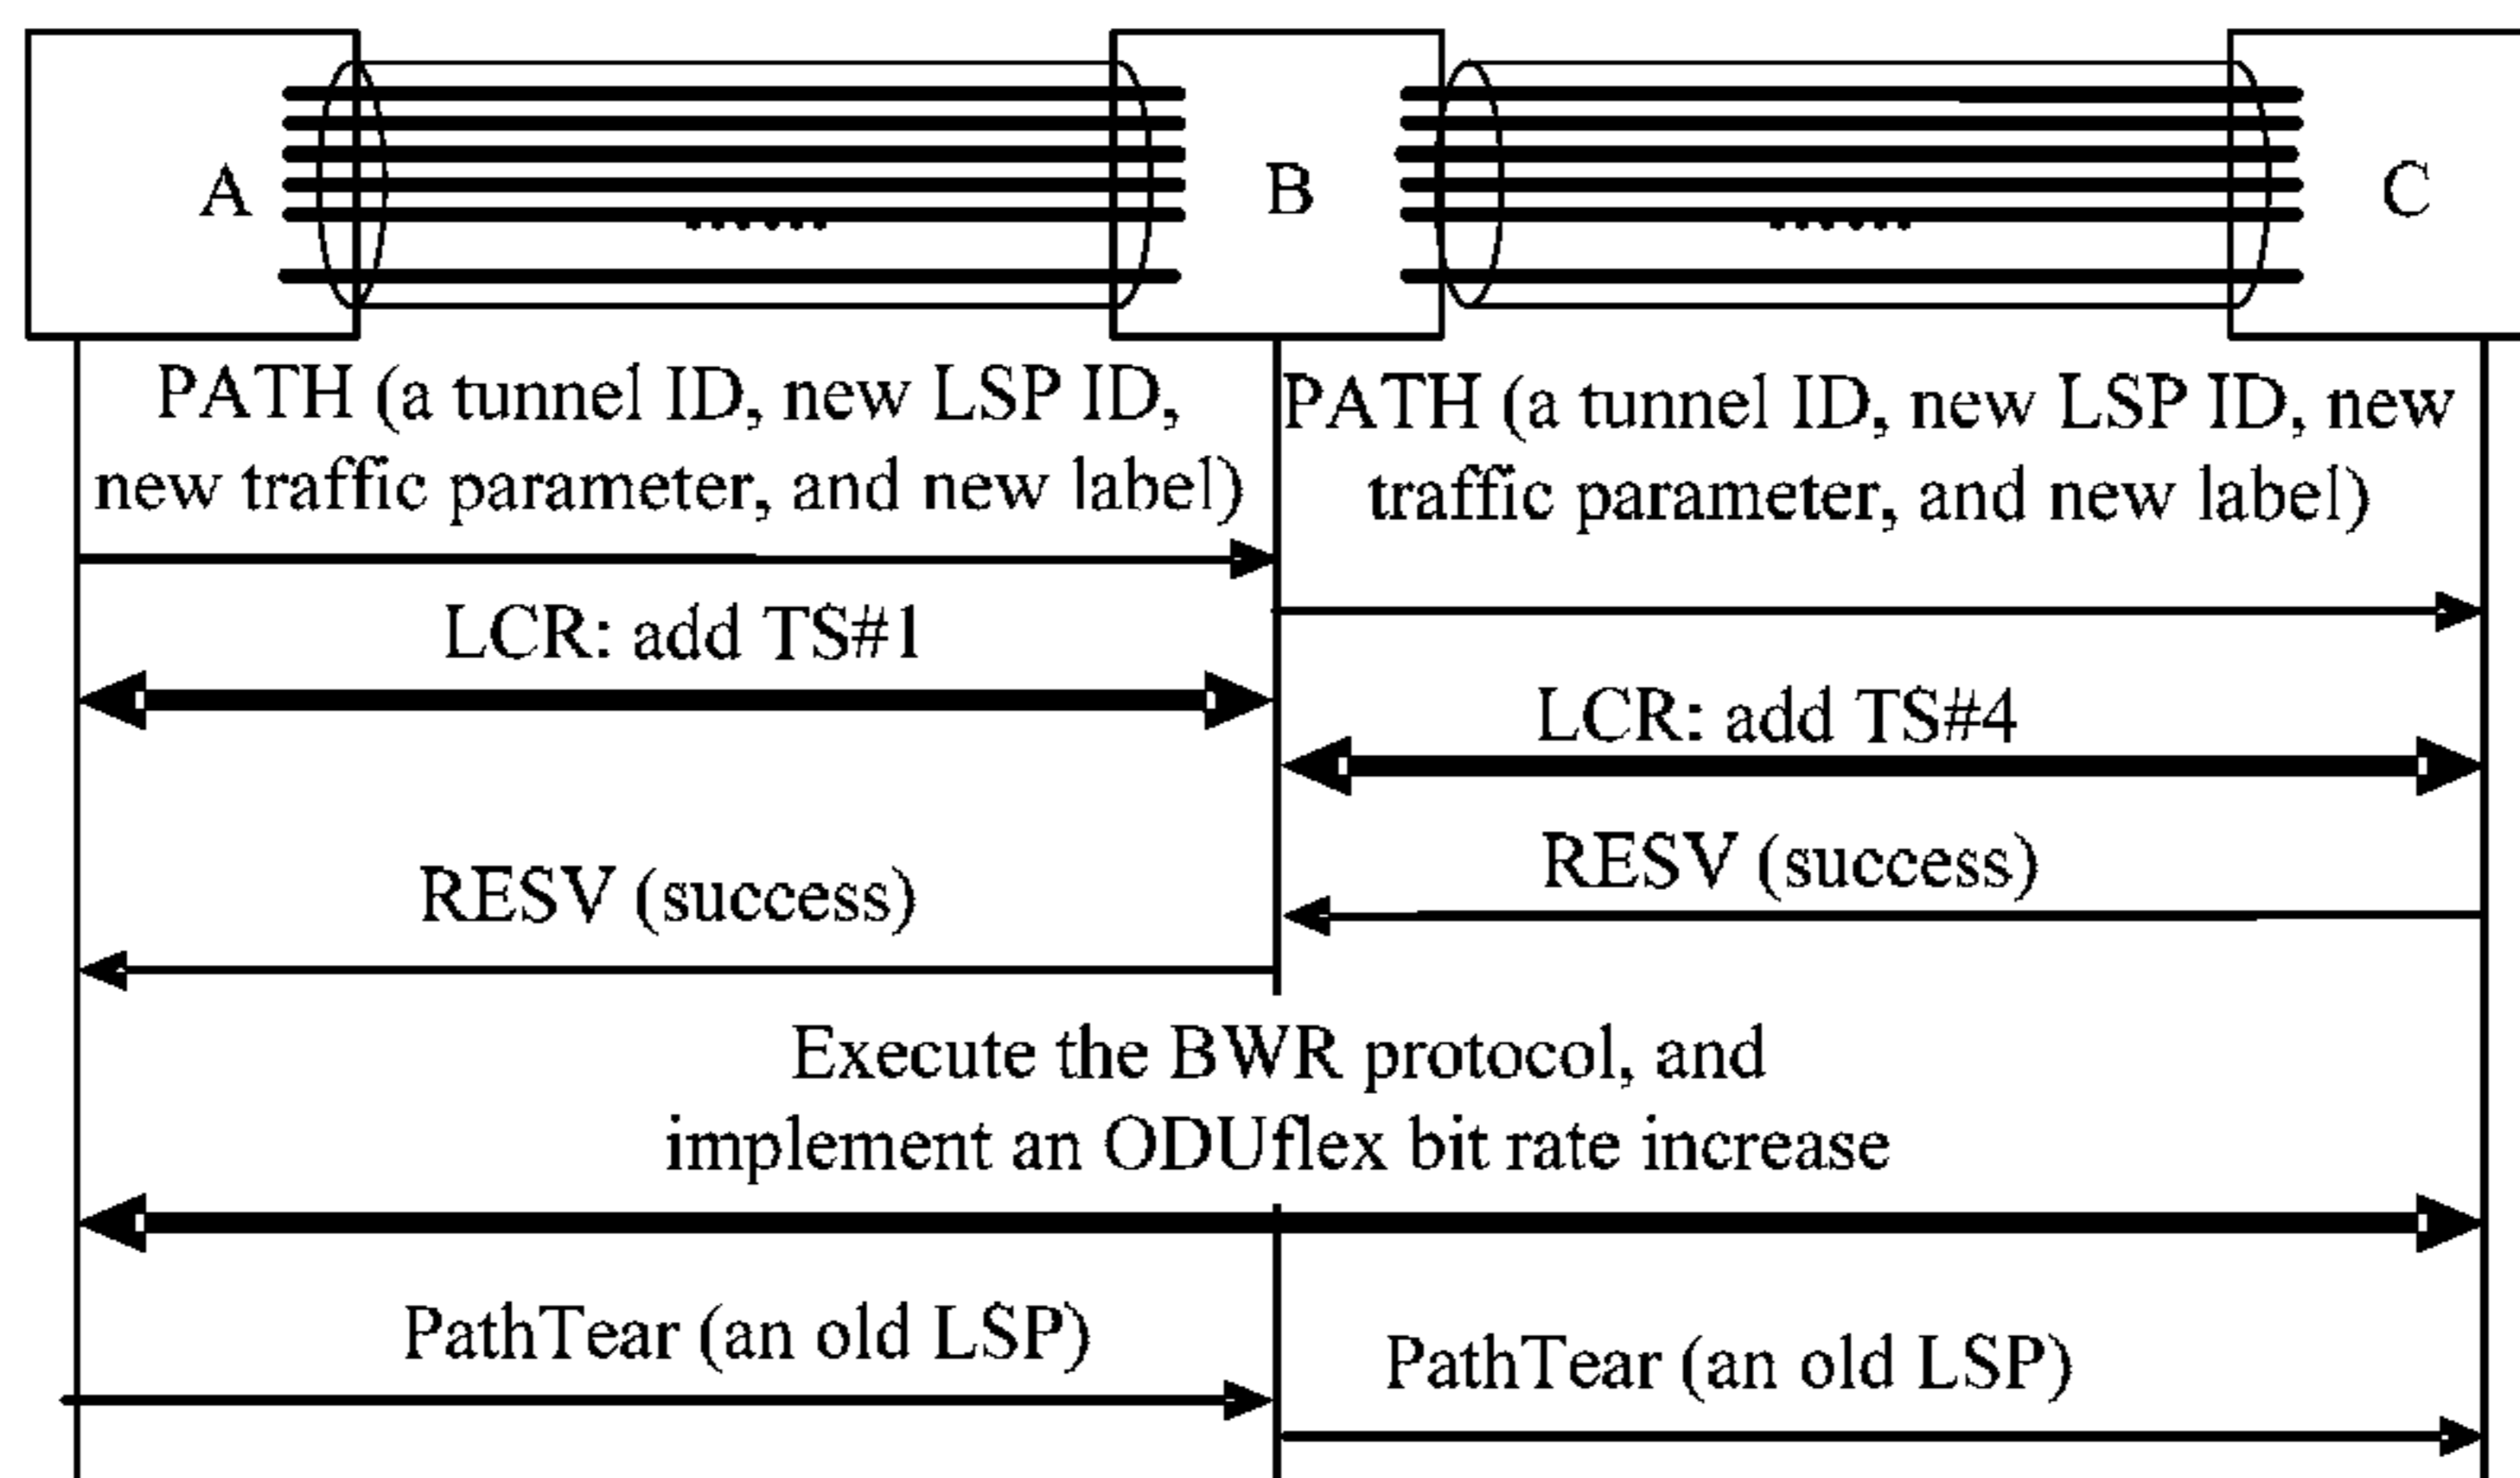 A
B
C
PATH (a tunnel ID, new LSP ID,
new traffic parameter, and new label)
PATH (a tunnel ID, new LSP ID, new
traffic parameter, and new label)
LCR: add TS#1
LCR: add TS#4
RESV (success)
RESV (success)
Execute the BWR protocol, and
implement an ODUflex bit rate increase
PathTear (an old LSP)
PathTear (an old LSP)